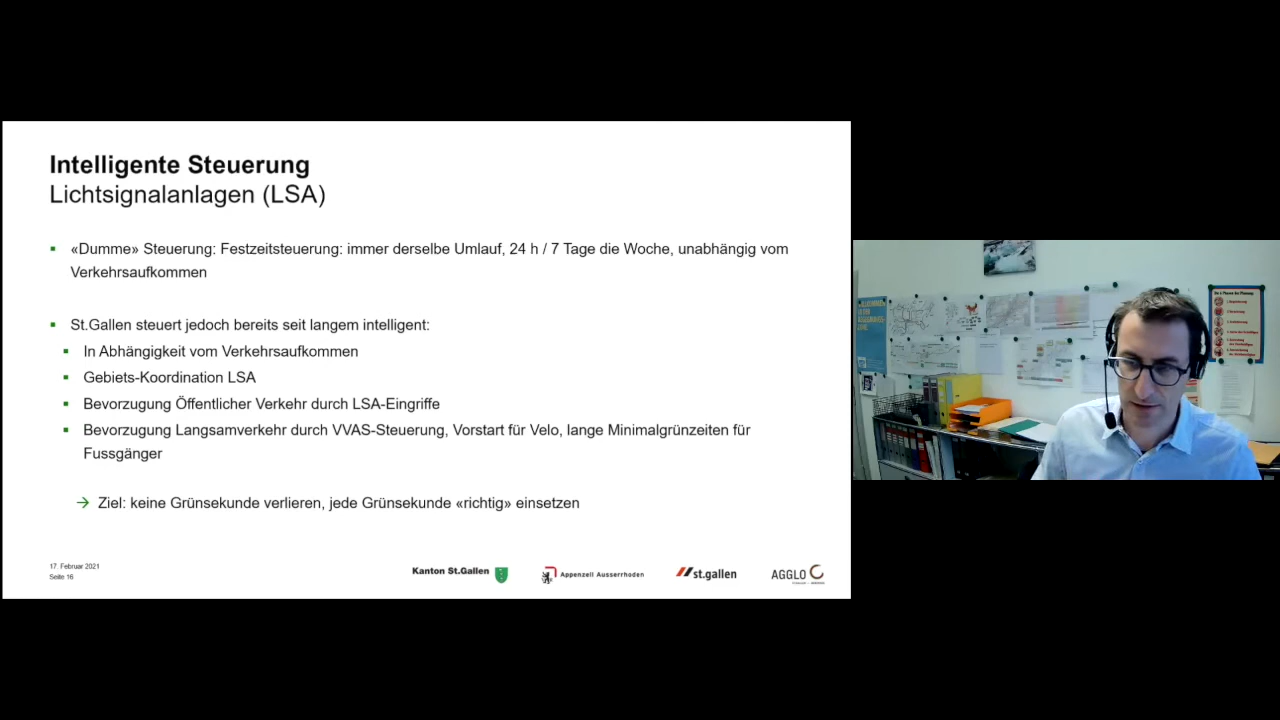 Intelligente Steuerung
Lichtsignalanlagen (LSA)
«Dumme» Steuerung: Festzeitsteuerung: immer derselbe Umlauf, 24 h / 7 Tage die Woche, unabhängig vom
Verkehrsaufkommen
St.Gallen steuert jedoch bereits seit langem intelligent:
In Abhängigkeit vom Verkehrsaufkommen
Gebiets-Koordination LSA
Bevorzugung Öffentlicher Verkehr durch LSA-Eingriffe
Bevorzugung Langsamverkehr durch VVAS-Steuerung, Vorstart für Velo, lange Minimalgrünzeiten für
Fussgänger
→ Ziel: keine Grünsekunde verlieren, jede Grünsekunde «richtig» einsetzen
17. Februar 2021
Seite 16
Kanton St.Gallen
Appenzell Ausserrhoden
st.gallen
AGGLO